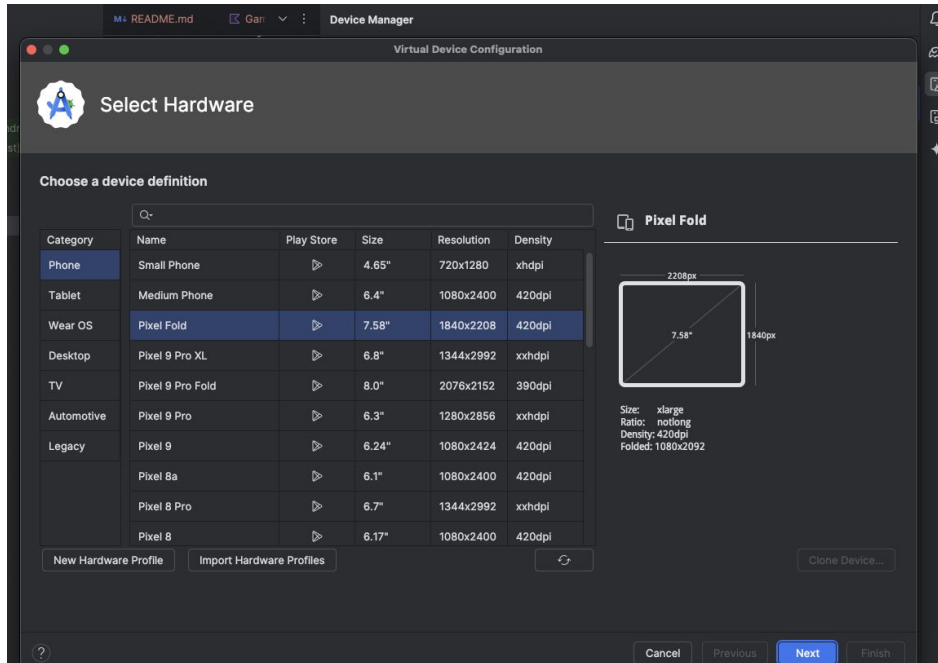 README.md
Gam
Device Manager
Virtual Device Configuration
Select Hardware
Choose a device definition
Category
Phone
Tablet
Wear OS
Desktop
TV
Automotive
Legacy
Name Play Store Size Resolution Density
Small Phone 4.65" 720x1280 xhdpi
Medium Phone 6.4" 1080x2400 420dpi
Pixel Fold 7.58" 1840x2208 420dpi
Pixel 9 Pro XL 6.8" 1344x2992 xxhdpi
Pixel 9 Pro Fold 8.0" 2076x2152 390dpi
Pixel 9 Pro 6.3" 1280x2856 xxhdpi
Pixel 9 6.24" 1080x2424 420dpi
Pixel 8a 6.1" 1080x2400 420dpi
Pixel 8 Pro 6.7" 1344x2992 xxhdpi
Pixel 8 6.17" 1080x2400 420dpi
New Hardware Profile
Import Hardware Profiles
Pixel Fold
2208px
7.58"
1840px
Size: xlarge
Ratio: notlong
Density: 420dpi
Folded: 1080x2092
Clone Device...
?
Cancel
Previous
Next
Finish